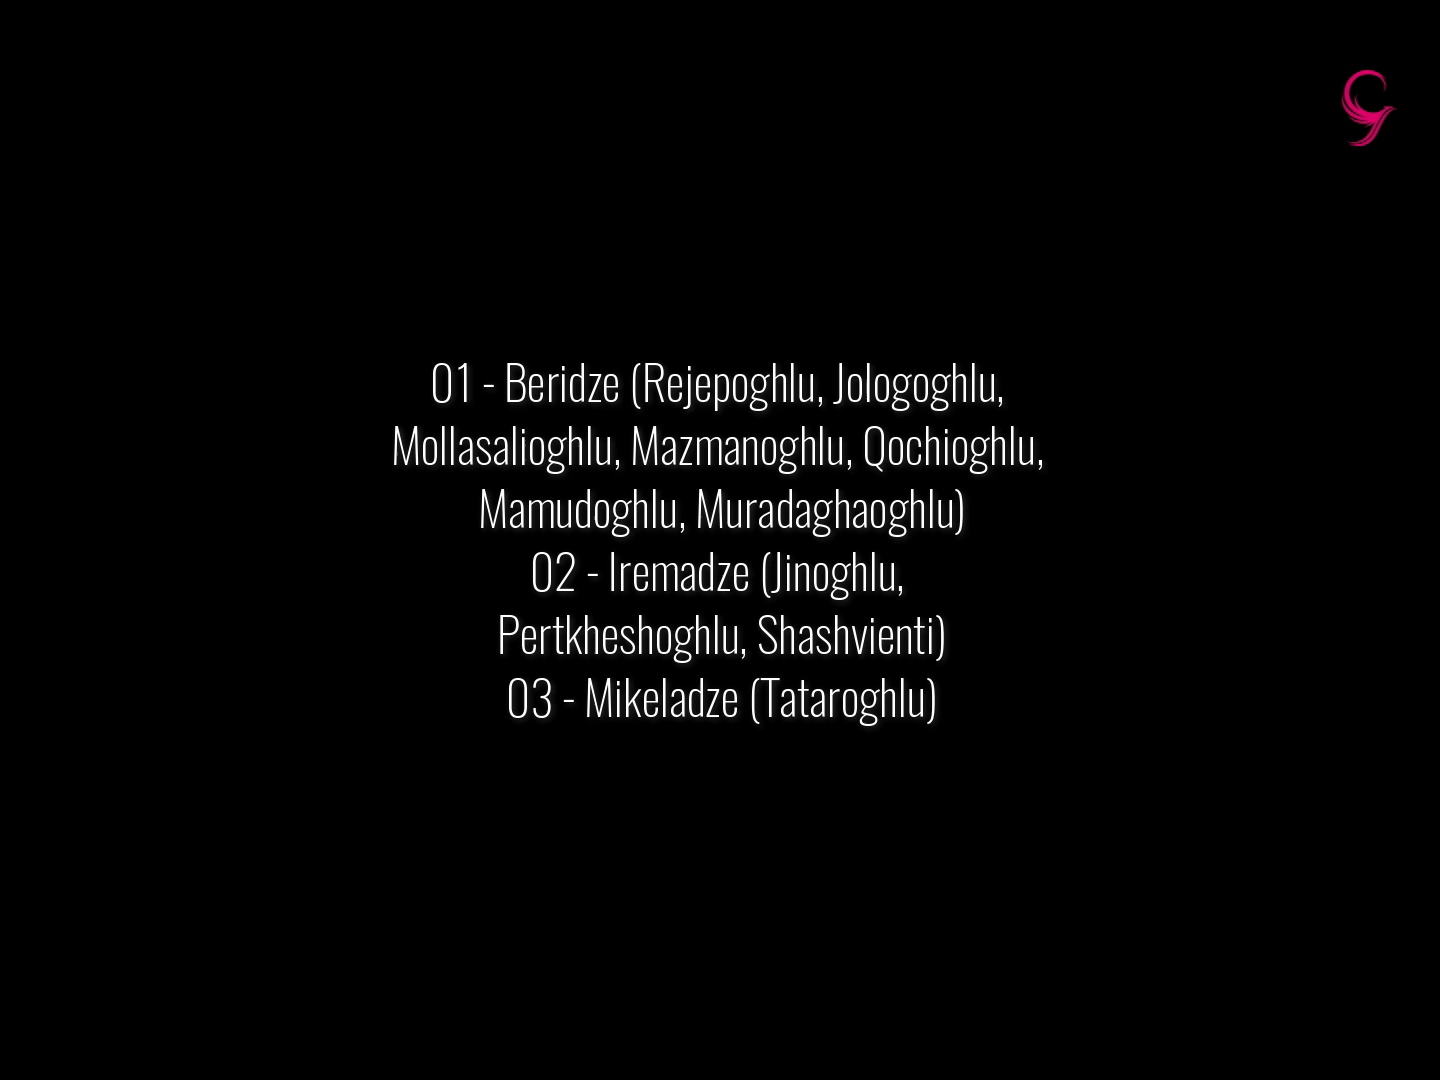 01 - Beridze (Rejepoghlu, Jologoghlu,
Mollasalioghlu, Mazmanoghlu, Qochioghlu,
Mamudoghlu, Muradaghaoghlu)
02 - Iremadze (Jinoghlu,
Pertkheshoghlu, Shashvienti)
03 - Mikeladze (Tataroghlu)